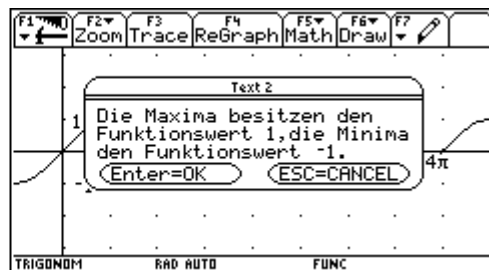 F1 F2 F3 F4 F5 F6 F7
Zoom Trace ReGraph Math Draw
Text 2
Die Maxima besitzen den
Funktionswert 1,die Minima
den Funktionswert -1.
Enter=OK ESC=CANCEL
1
4π
TRIGONOM RAD AUTO FUNC